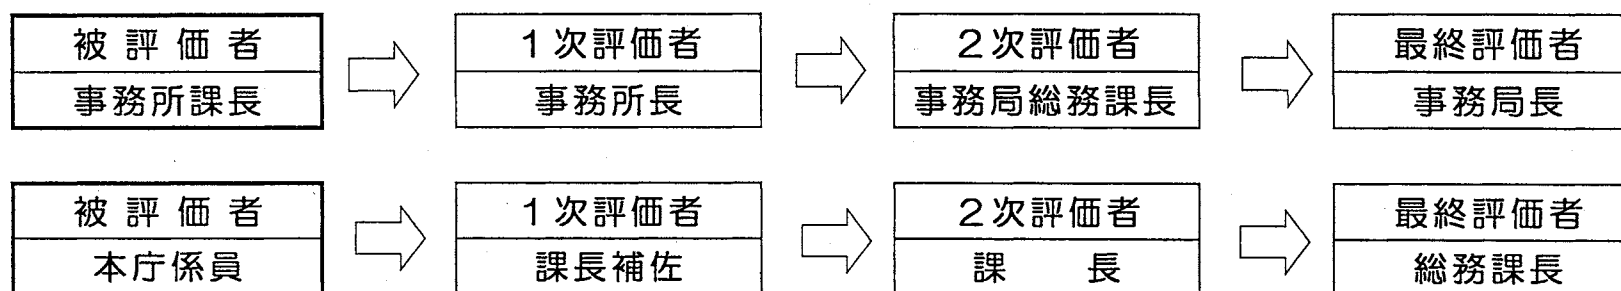 被評価者
事務所課長
1次評価者
事務所長
2次評価者
事務局総務課長
最終評価者
事務局長
被評価者
本庁係員
1次評価者
課長補佐
2次評価者
課長
最終評価者
総務課長